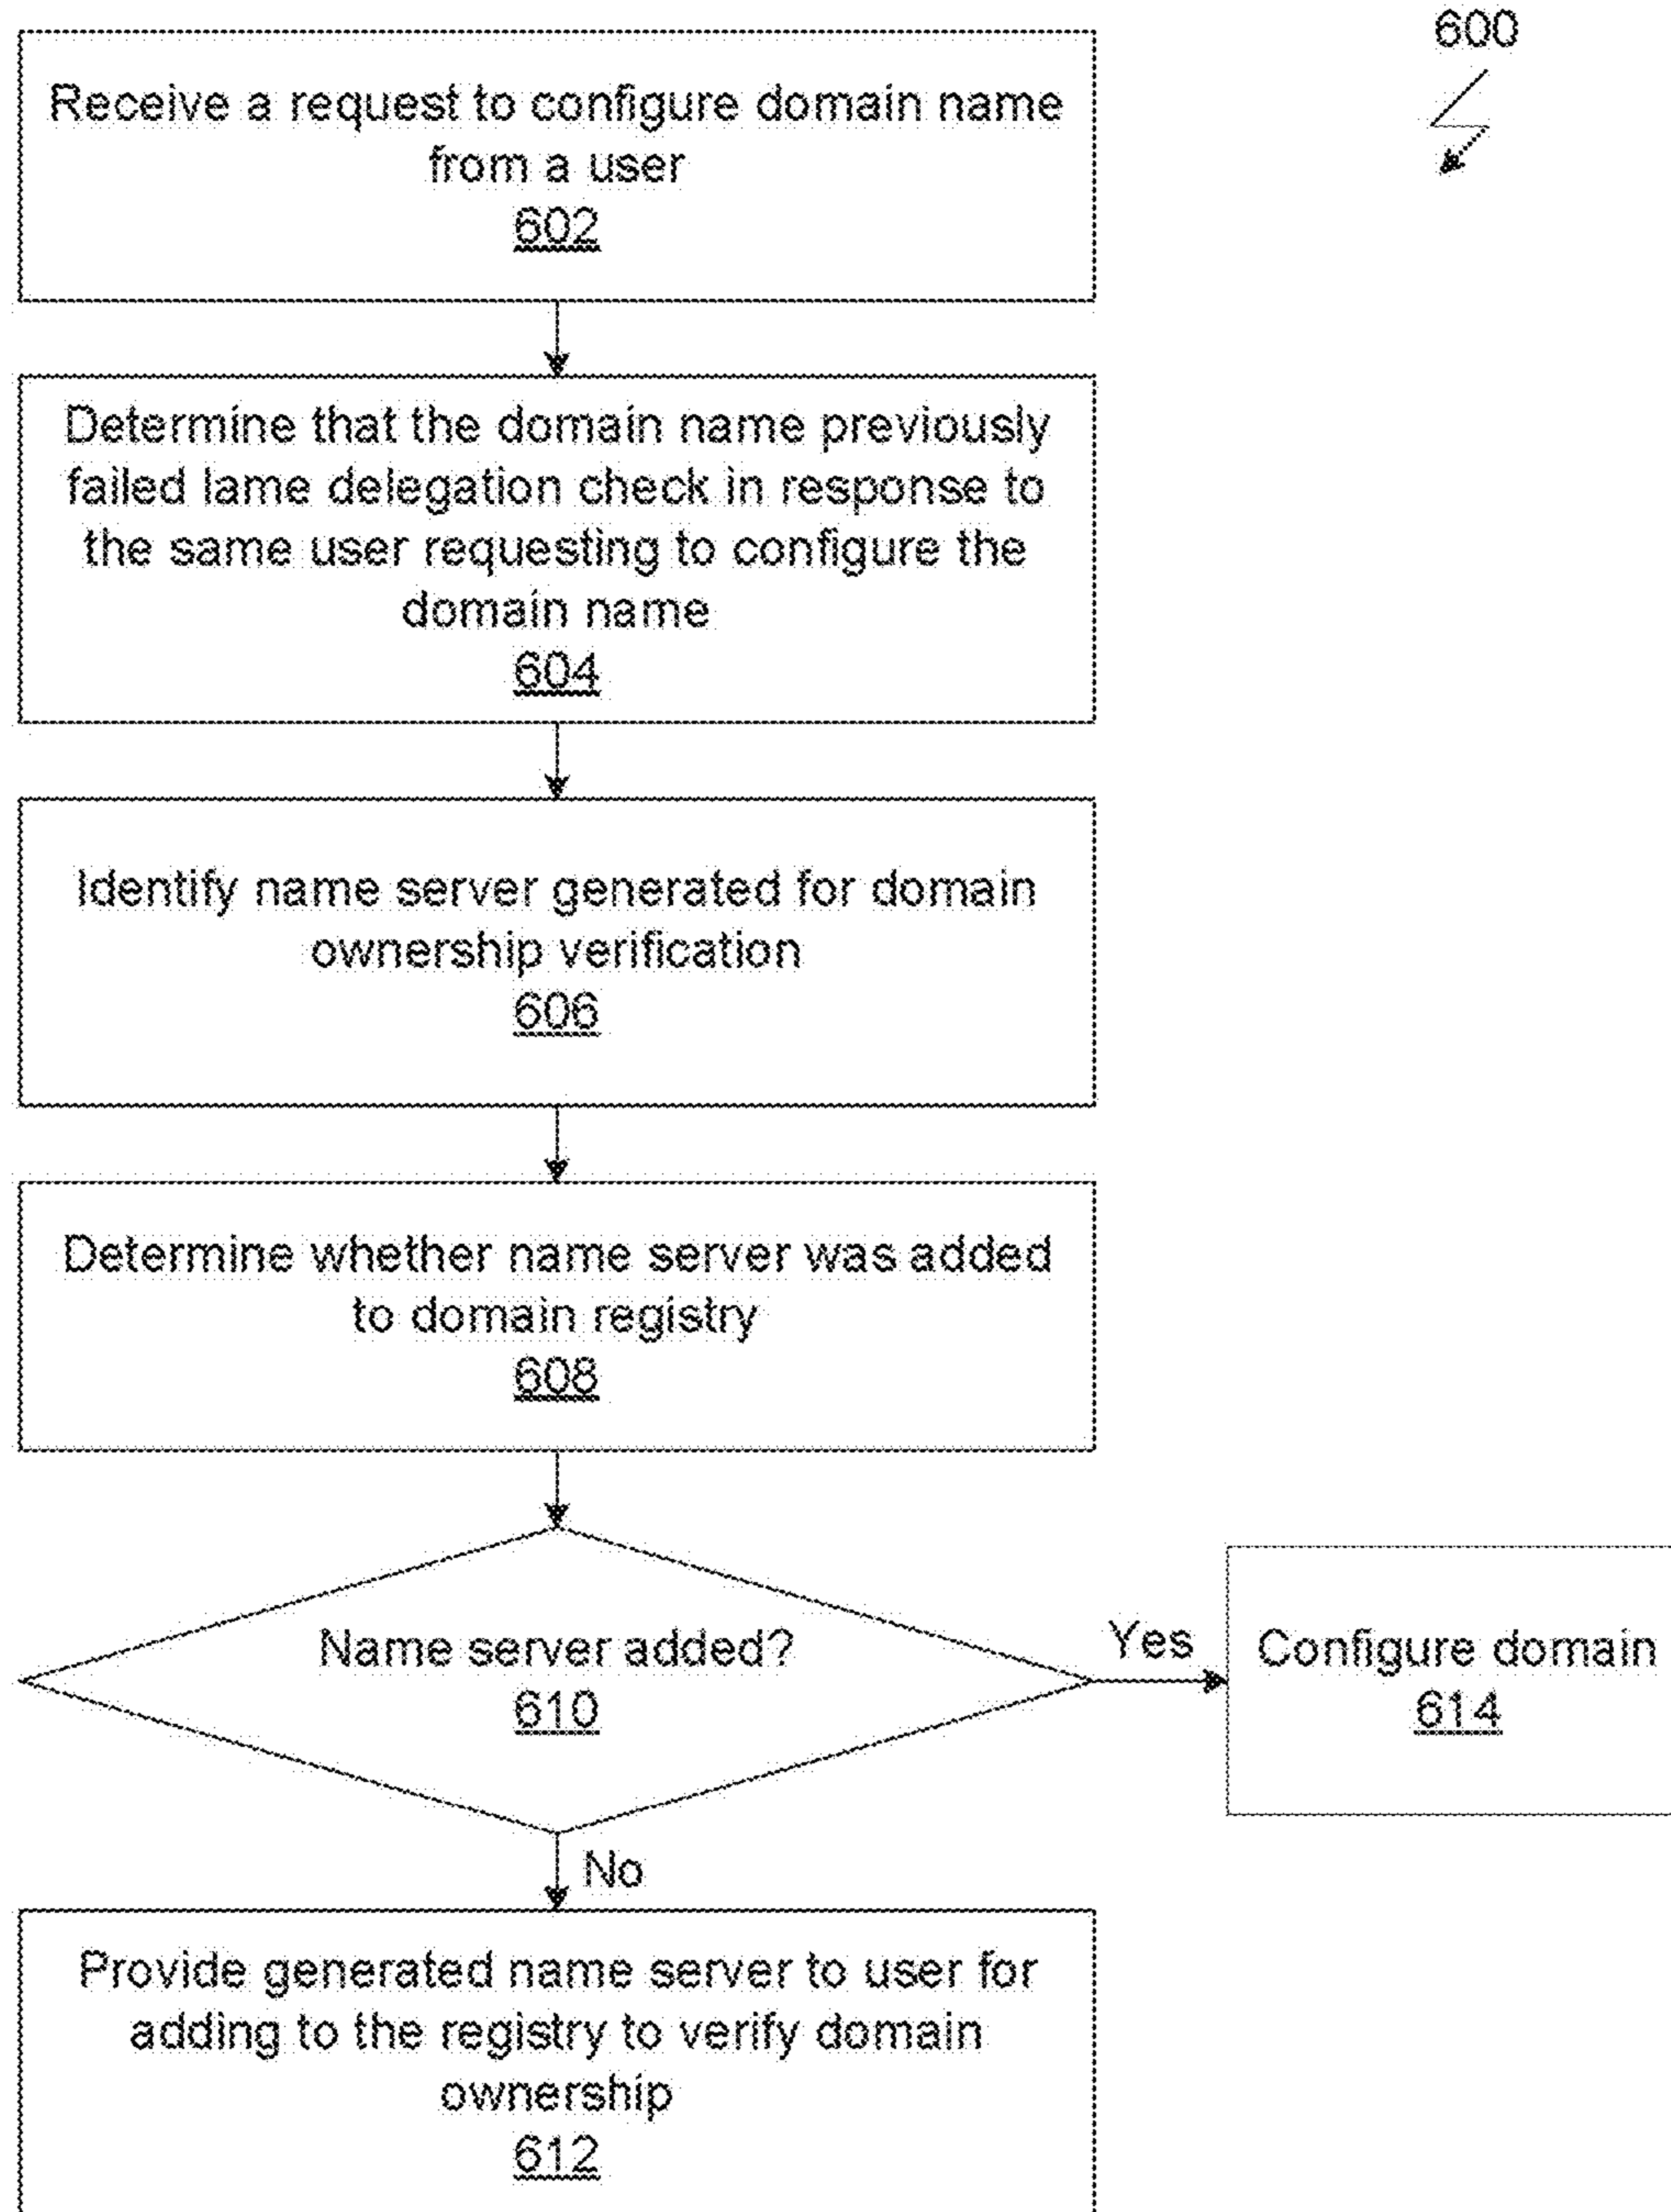 600
Receive a request to configure domain name
from a user
602
Determine that the domain name previously
failed lame delegation check in response to
the same user requesting to configure the
domain name
604
Identify name server generated for domain
ownership verification
606
Determine whether name server was added
to domain registry
608
Name server added?
610
Yes
Configure domain
614
No
Provide generated name server to user for
adding to the registry to verify domain
ownership
612